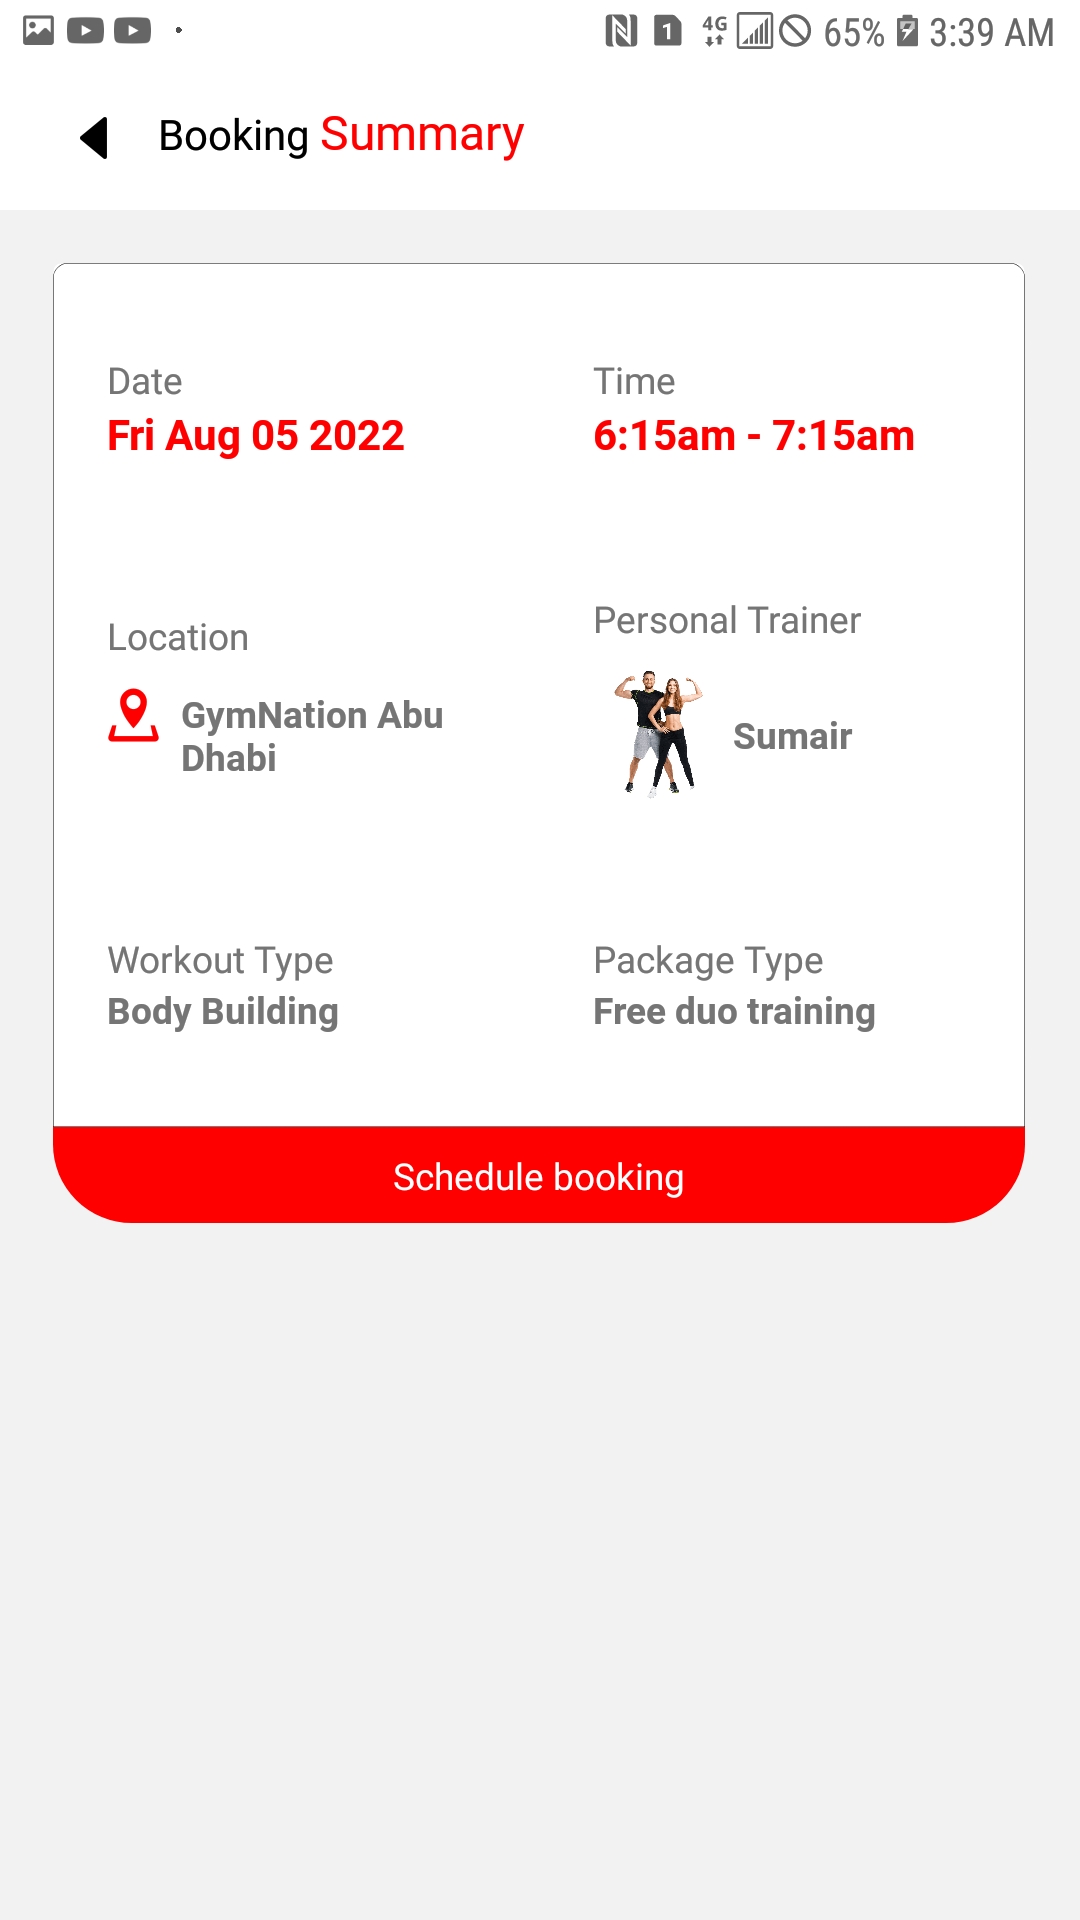 1 4G 65% 3:39 AM
Booking Summary
Date
Fri Aug 05 2022
Time
6:15am - 7:15am
Location
GymNation Abu
Dhabi
Personal Trainer
Sumair
Workout Type
Body Building
Package Type
Free duo training
Schedule booking